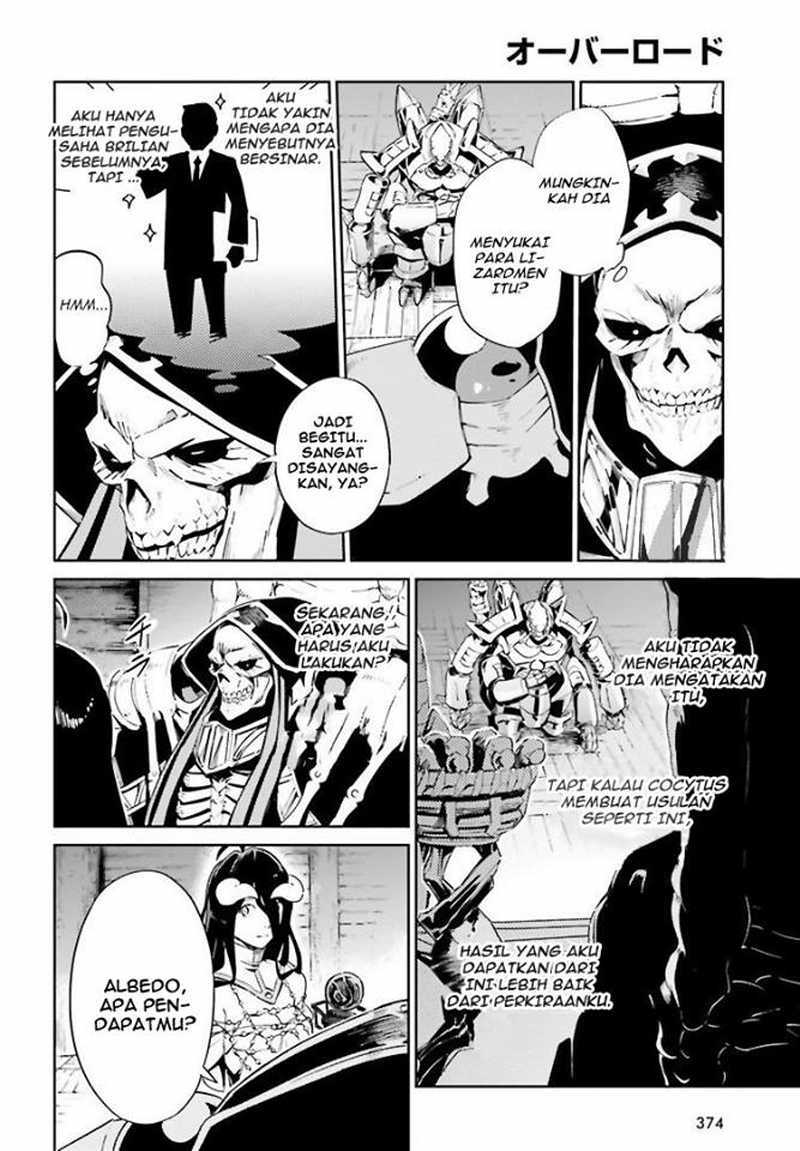 オーバーロード
MUNGKIN-
KAH DIA
MENYUKAI
PARA LI-
ZARDMEN
ITU?
AKU
TIDAK YAKIN
MENGAPA DIA
MENYEBUTNYA
BERSINAR.
AKU HANYA
MELIHAT PENGU-
SAHA BRILIAN
SEBELUMNYA,
TAPI ...
HMM...
JADI
BEGITU...
SANGAT
DISAYANG-
KAN, YA?
AKU TIDAK
MENGHARAPKAN
DIA MENGATAKAN
ITU,
TAPI KALAU COCYTUS
MEMBUAT USULAN
SEPERTI INI,
HASIL YANG AKU
DAPATKAN DARI
INI LEBIH BAIK
DARI PERKIRAANKU.
SEKARANG,
APA YANG
HARUS AKU
LAKUKAN?
チラ
ALBEDO,
APA PEN-
DAPATMU?
374